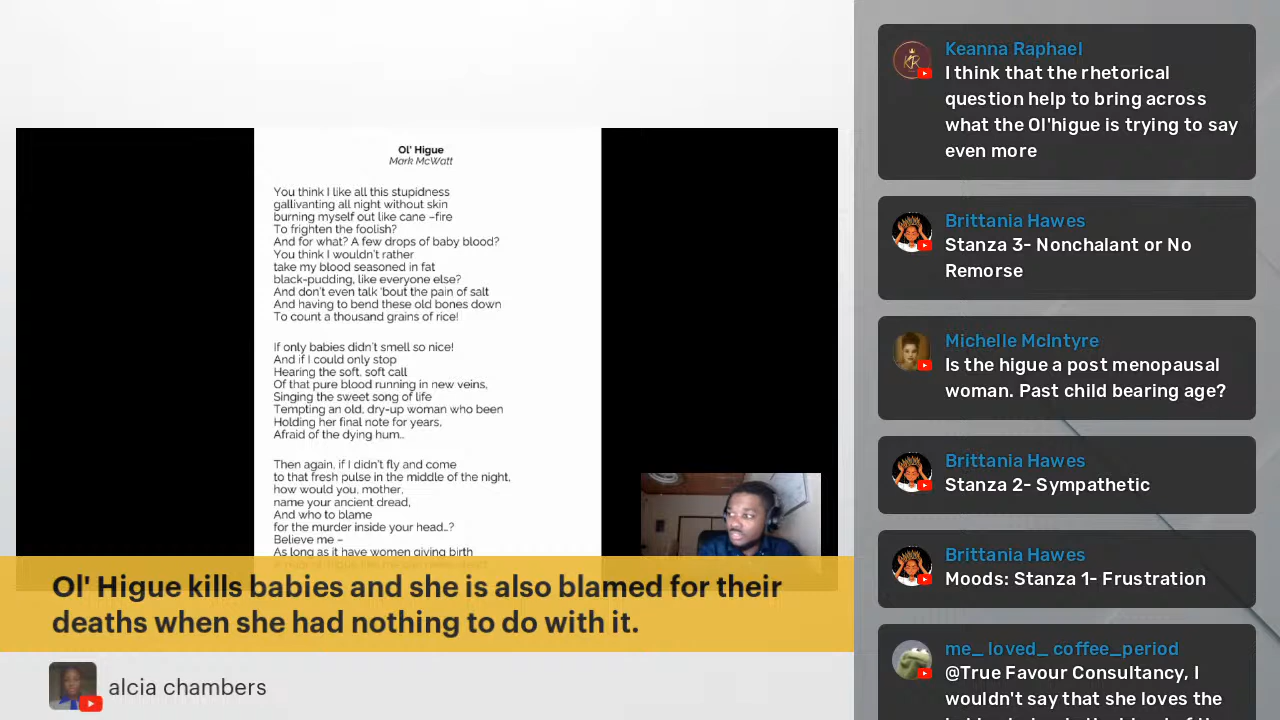 Ol' Higue
Mark McWatt
You think I like all this stupidness
gallivanting all night without skin
burning myself out like cane –fire
To frighten the foolish?
And for what? A few drops of baby blood?
You think I wouldn't rather
take my blood seasoned in fat
black-pudding, like everyone else?
And don't even talk 'bout the pain of salt
And having to bend these old bones down
To count a thousand grains of rice!
If only babies didn't smell so nice!
And if I could only stop
Hearing the soft, soft call
Of that pure blood running in new veins,
Singing the sweet song of life
Tempting an old, dry-up woman who been
Holding her final note for years,
Afraid of the dying hum...
Then again, if I didn't fly and come
to that fresh pulse in the middle of the night,
how would you, mother,
name your ancient dread,
And who to blame
for the murder inside your head...?
Believe me –
As long as it have women giving birth
Ol' Higue kills babies and she is also blamed for their
deaths when she had nothing to do with it.
alcia chambers
Keanna Raphael
I think that the rhetorical
question help to bring across
what the Ol'higue is trying to say
even more
Brittania Hawes
Stanza 3- Nonchalant or No
Remorse
Michelle McIntyre
Is the higue a post menopausal
woman. Past child bearing age?
Brittania Hawes
Stanza 2- Sympathetic
Brittania Hawes
Moods: Stanza 1- Frustration
me_ loved_ coffee_period
@True Favour Consultancy, I
wouldn't say that she loves the